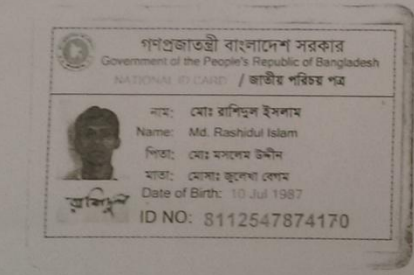 গণপ্রজাতন্ত্রী বাংলাদেশ সরকার
Government of the People's Republic of Bangladesh
NATIONAL ID CARD / জাতীয় পরিচয় পত্র
নাম: মোঃ রাশিদুল ইসলাম
Name: Md. Rashidul Islam
পিতা: মোঃ মসলেম উদ্দীন
মাতা: মোসাঃ জুলেখা বেগম
Date of Birth: 10 Jul 1987
ID NO: 8112547874170
রাশিদুল